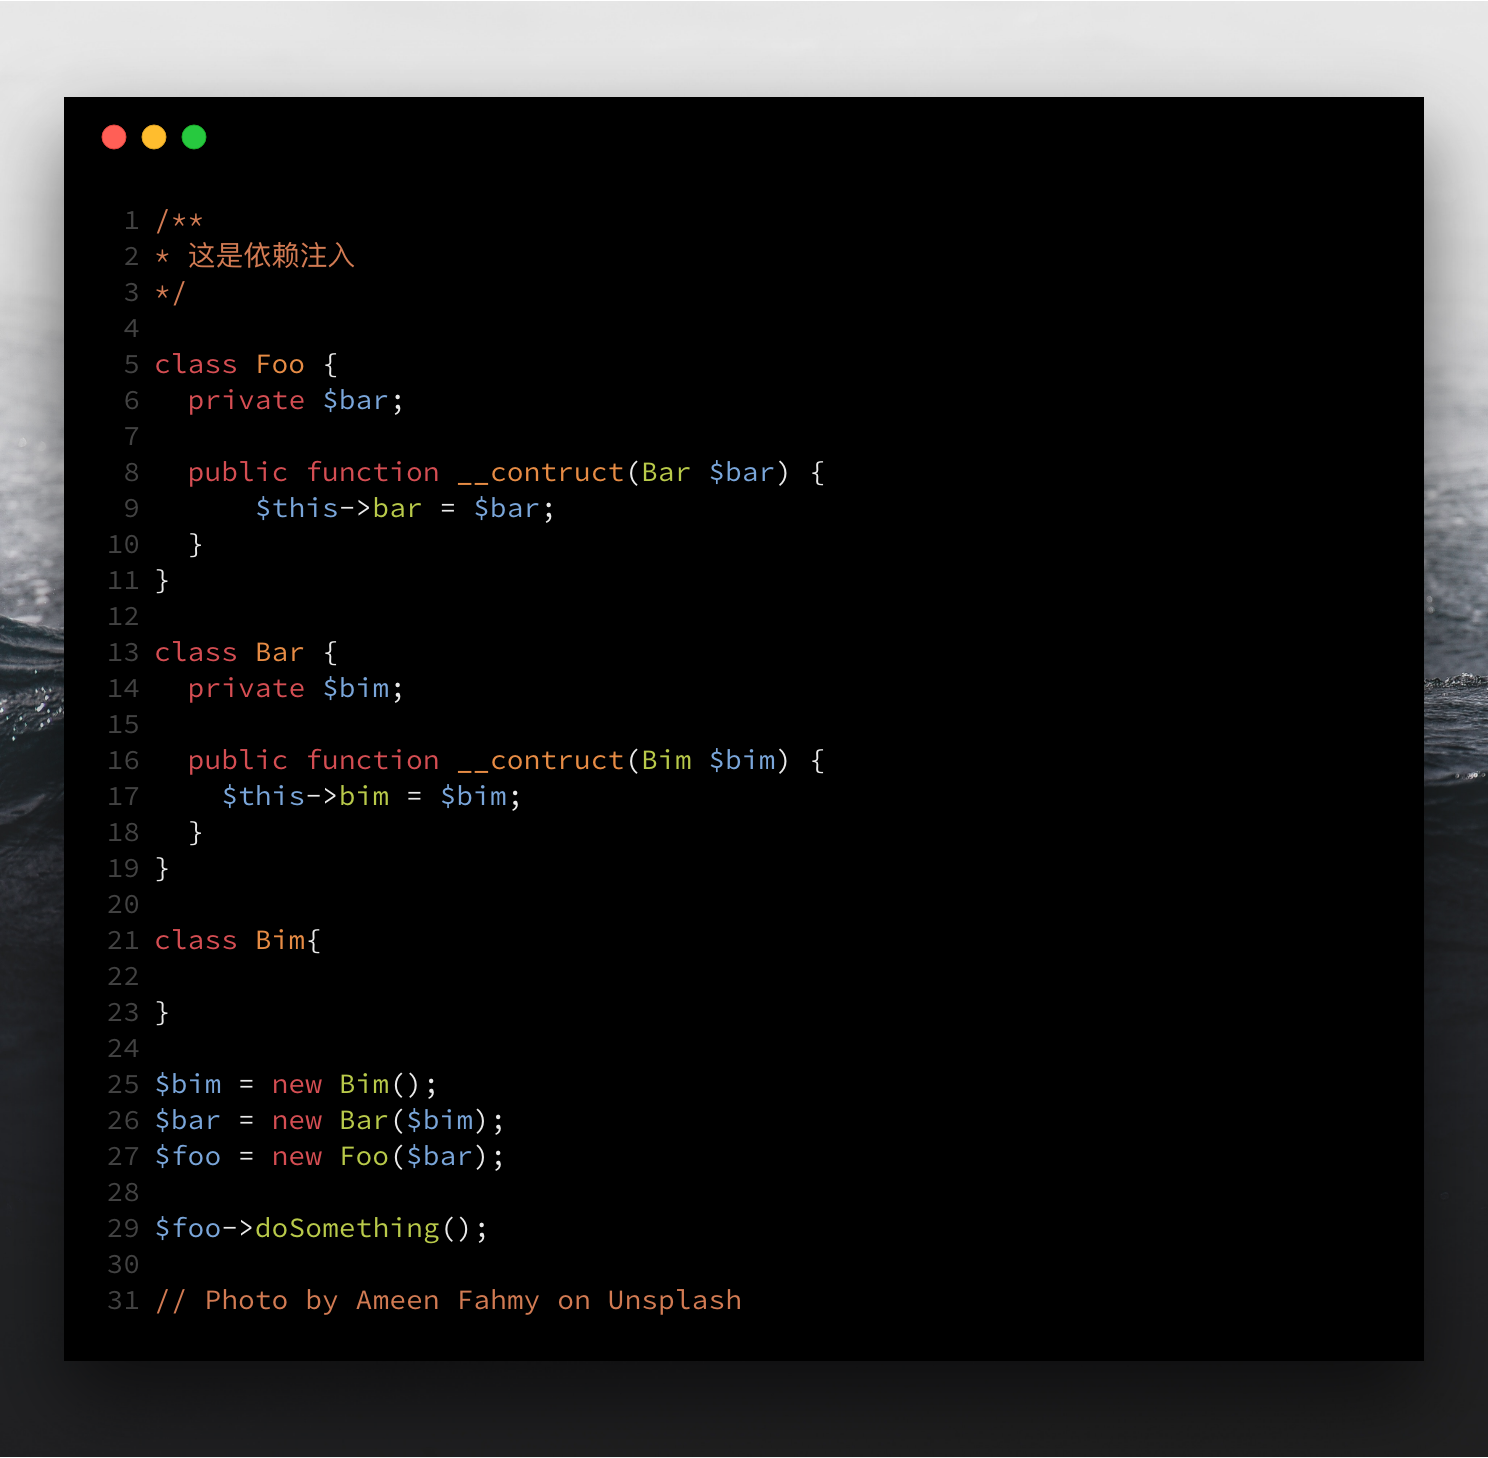 1 /**
2 * 这是依赖注入
3 */
4
5 class Foo {
6   private $bar;
7
8   public function __contruct(Bar $bar) {
9       $this->bar = $bar;
10   }
11 }
12
13 class Bar {
14   private $bim;
15
16   public function __contruct(Bim $bim) {
17     $this->bim = $bim;
18   }
19 }
20
21 class Bim{
22
23 }
24
25 $bim = new Bim();
26 $bar = new Bar($bim);
27 $foo = new Foo($bar);
28
29 $foo->doSomething();
30
31 // Photo by Ameen Fahmy on Unsplash